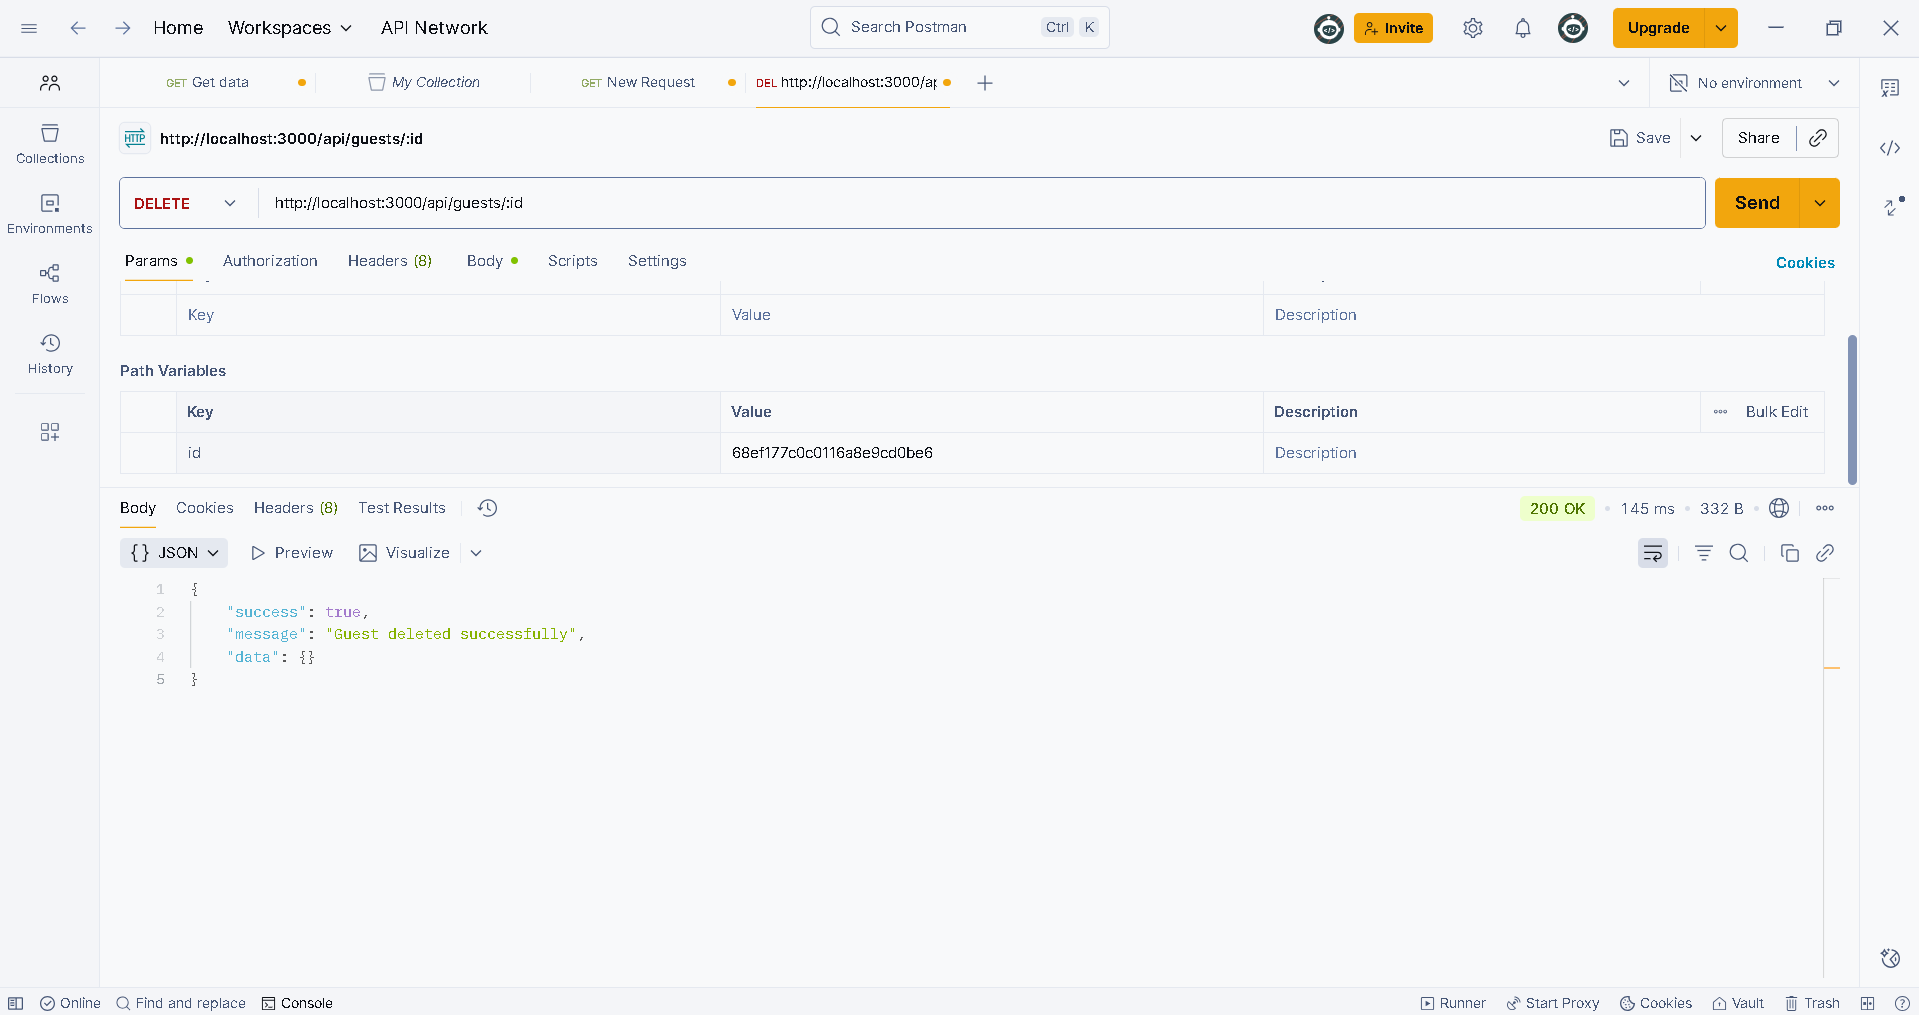 Home Workspaces API Network Search Postman Ctrl K Invite Upgrade
GET Get data My Collection GET New Request DEL http://localhost:3000/ap No environment
HTTP http://localhost:3000/api/guests/:id Save Share
Collections
Environments
Flows
History
DELETE http://localhost:3000/api/guests/:id Send
Params Authorization Headers (8) Body Scripts Settings Cookies
Key Value Description
Path Variables
Key Value Description Bulk Edit
id 68ef177c0c0116a8e9cd0be6 Description
Body Cookies Headers (8) Test Results 200 OK 145 ms 332 B
{} JSON Preview Visualize
1 {
2 "success": true,
3 "message": "Guest deleted successfully",
4 "data": {}
5 }
Online Find and replace Console Runner Start Proxy Cookies Vault Trash